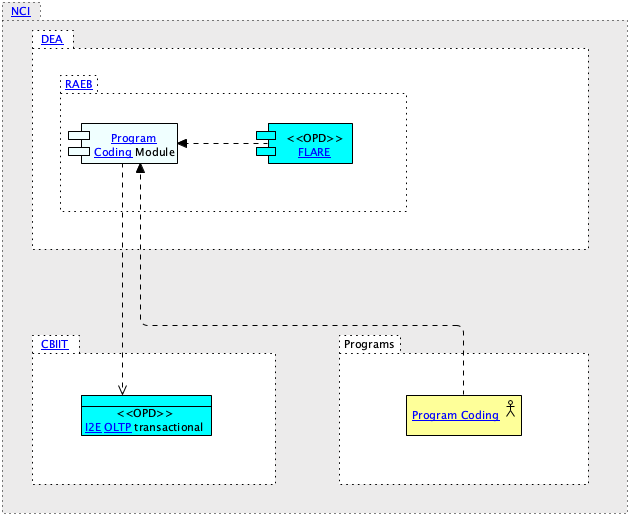 NCI
DEA
RAEB
Program
Coding Module
<<OPD>>
FLARE
CBIIT
<<OPD>>
I2E OLTP transactional
Programs
Program Coding